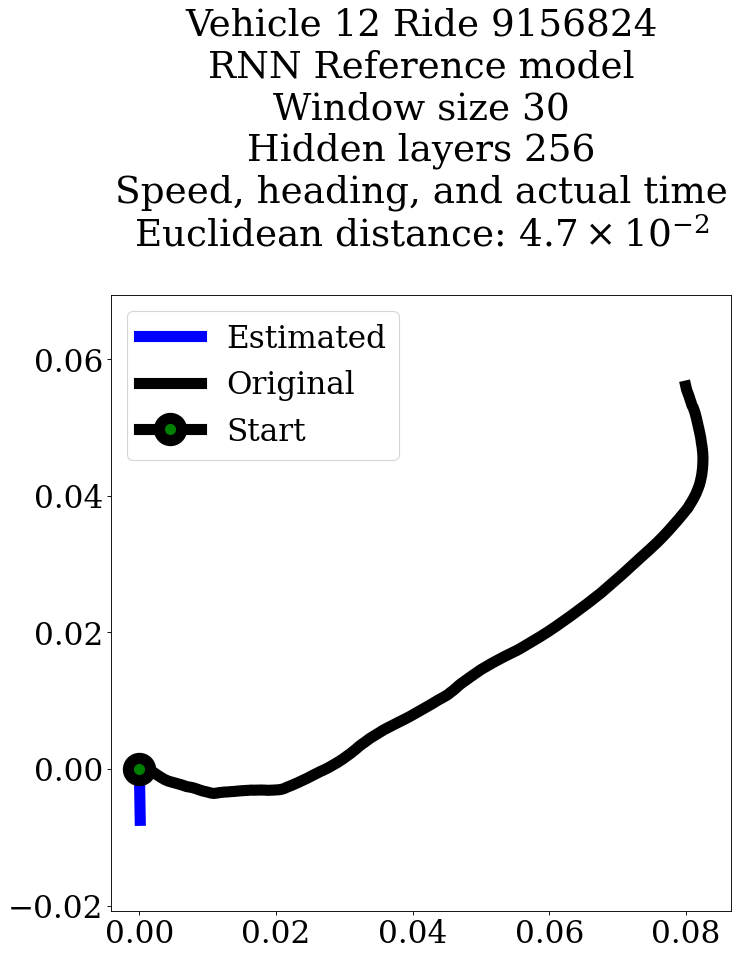 Vehicle 12 Ride 9156824
RNN Reference model
Window size 30
Hidden layers 256
Speed, heading, and actual time
Euclidean distance: 4.7 × 10⁻²
Estimated
Original
Start
0.06
0.04
0.02
0.00
−0.02
0.00 0.02 0.04 0.06 0.08